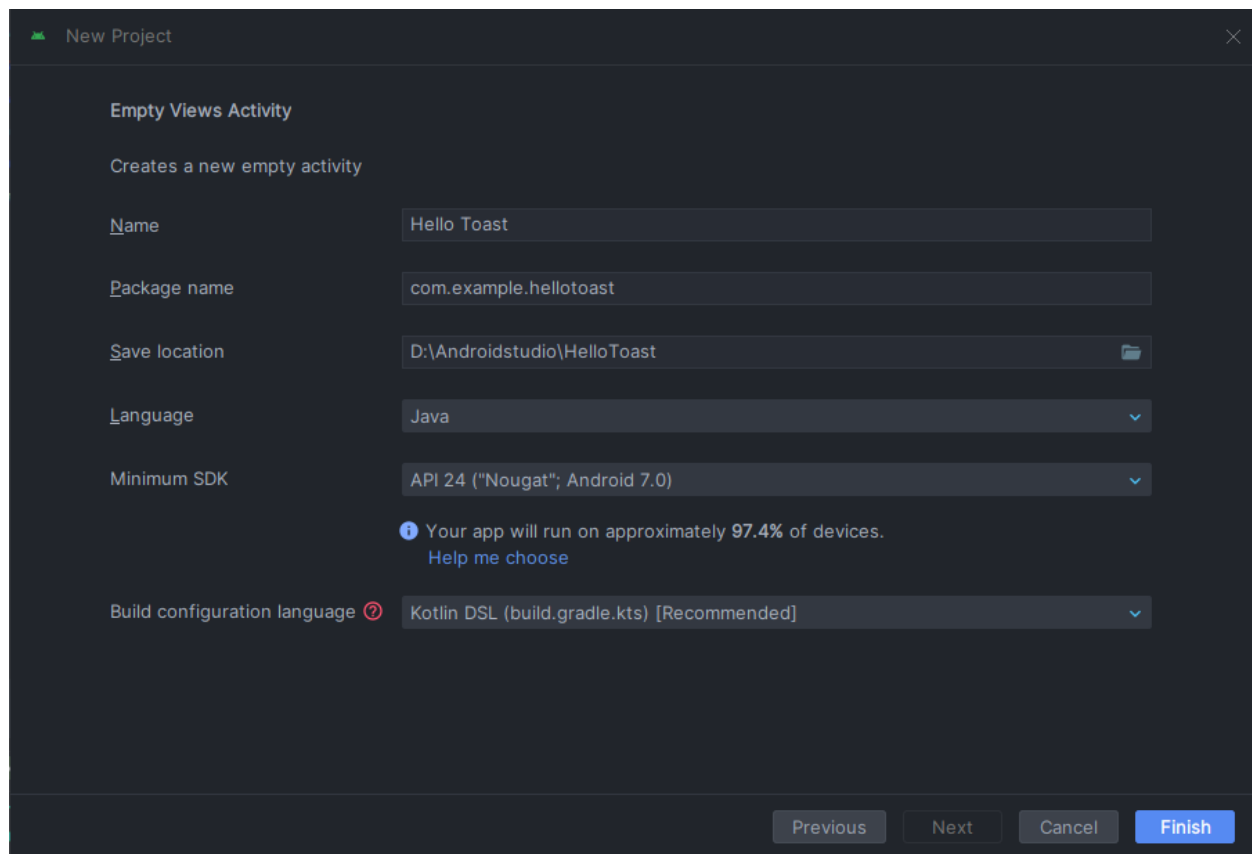 New Project
Empty Views Activity
Creates a new empty activity
Name
Hello Toast
Package name
com.example.hellotoast
Save location
D:\Androidstudio\HelloToast
Language
Java
Minimum SDK
API 24 ("Nougat"; Android 7.0)
Your app will run on approximately 97.4% of devices.
Help me choose
Build configuration language
Kotlin DSL (build.gradle.kts) [Recommended]
Previous
Next
Cancel
Finish